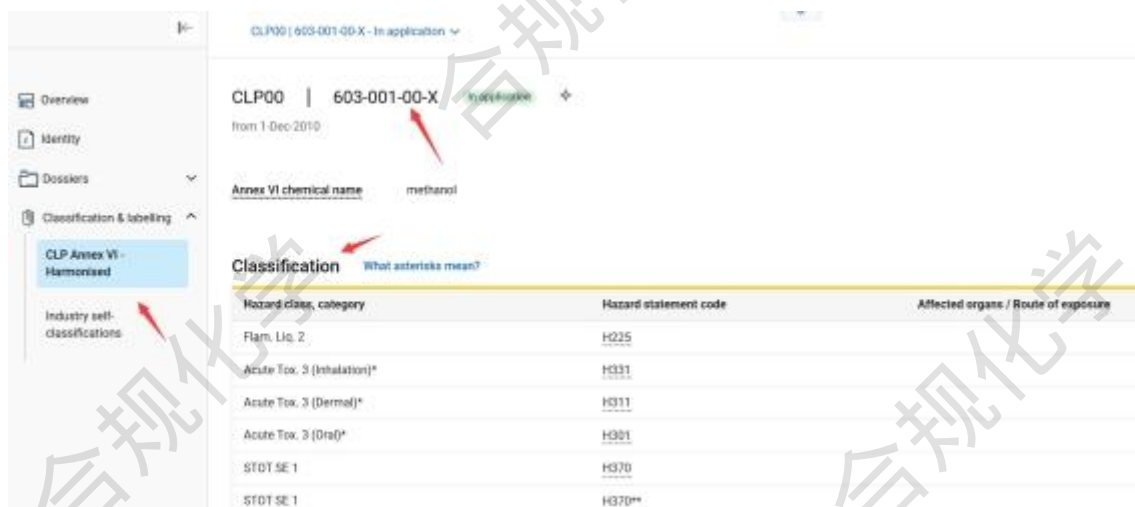 CLP00 | 603-001-00-X - In application
Overview
Identity
Dossiers
Classification & labelling
CLP Annex VI - Harmonised
Industry self-classifications
CLP00 | 603-001-00-X In application
from 1-Dec-2010
Annex VI chemical name methanol
Classification What asterisks mean?
Hazard class, category Hazard statement code Affected organs / Route of exposure
Flam. Liq. 2 H225
Acute Tox. 3 (Inhalation)* H331
Acute Tox. 3 (Dermal)* H311
Acute Tox. 3 (Oral)* H301
STOT SE 1 H370
STOT SE 1 H370**
合规化学
合规化学
合规化学